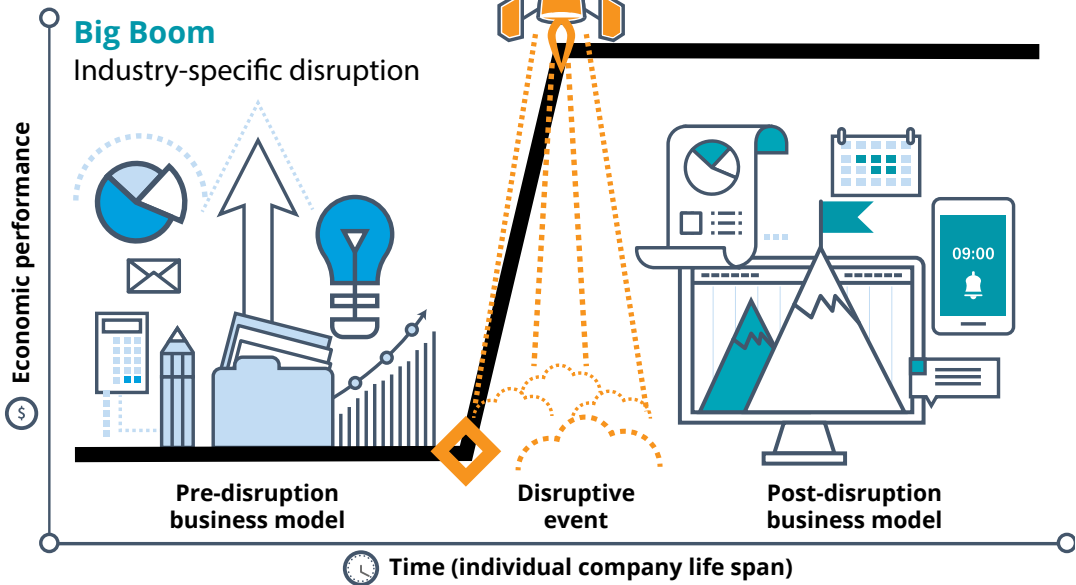 Big Boom
Industry-specific disruption
Economic performance
$
09:00
Pre-disruption
business model
Disruptive
event
Post-disruption
business model
Time (individual company life span)